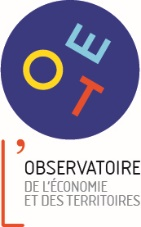 O
E
T
L'OBSERVATOIRE
DE L'ÉCONOMIE
ET DES TERRITOIRES